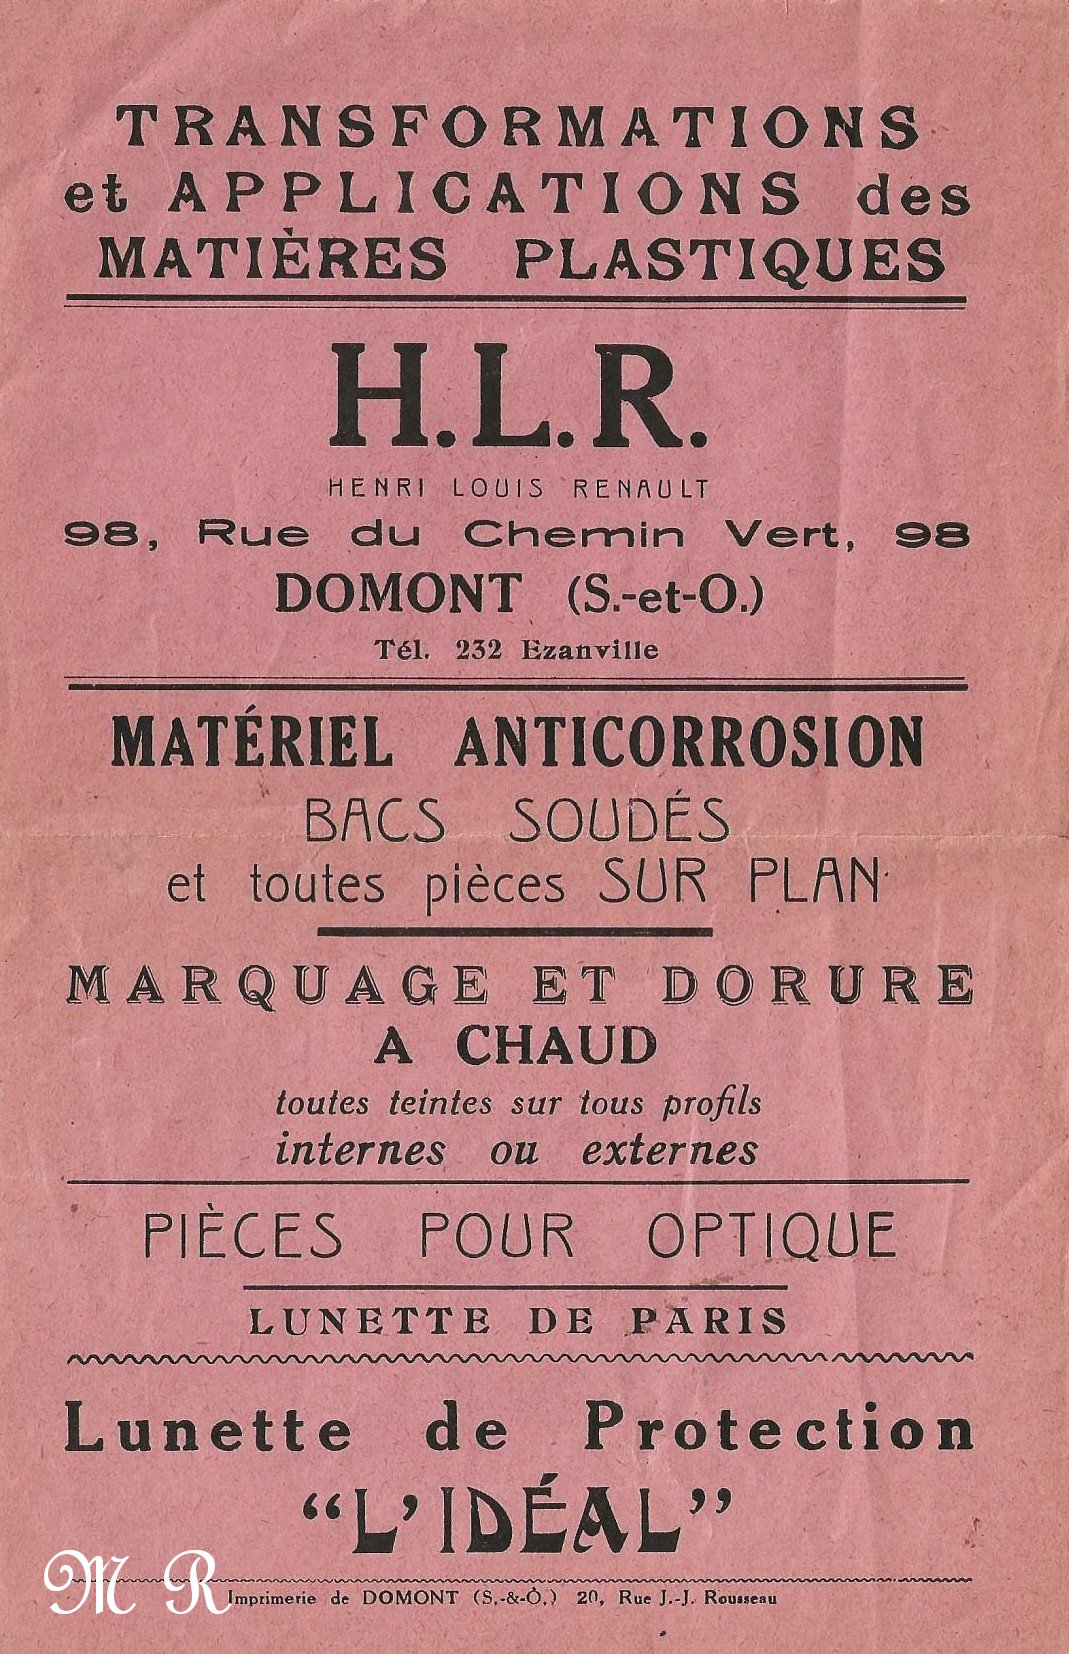 TRANSFORMATIONS
et APPLICATIONS des
MATIÈRES PLASTIQUES
H.L.R.
HENRI LOUIS RENAULT
98, Rue du Chemin Vert, 98
DOMONT (S.-et-O.)
Tél. 232 Ezanville
MATÉRIEL ANTICORROSION
BACS SOUDÉS
et toutes pièces SUR PLAN
MARQUAGE ET DORURE
A CHAUD
toutes teintes sur tous profils
internes ou externes
PIÈCES POUR OPTIQUE
LUNETTE DE PARIS
Lunette de Protection
“L'IDÉAL”
M R
Imprimerie de DOMONT (S.-&-O.) 20, Rue J.-J. Rousseau